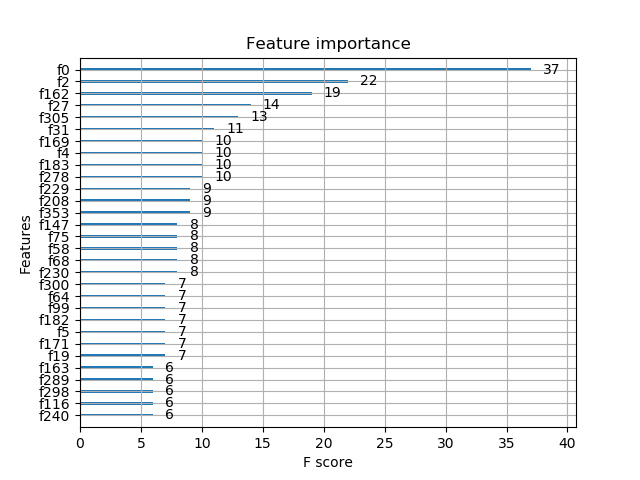 Feature importance
f0 37
f2 22
f162 19
f27 14
f305 13
f31 11
f169 10
f4 10
f183 10
f278 10
f229 9
f208 9
f353 9
f147 8
f75 8
f58 8
f68 8
f230 8
f300 7
f64 7
f99 7
f182 7
f5 7
f171 7
f19 7
f163 6
f289 6
f298 6
f116 6
f240 6
Features
0 5 10 15 20 25 30 35 40
F score